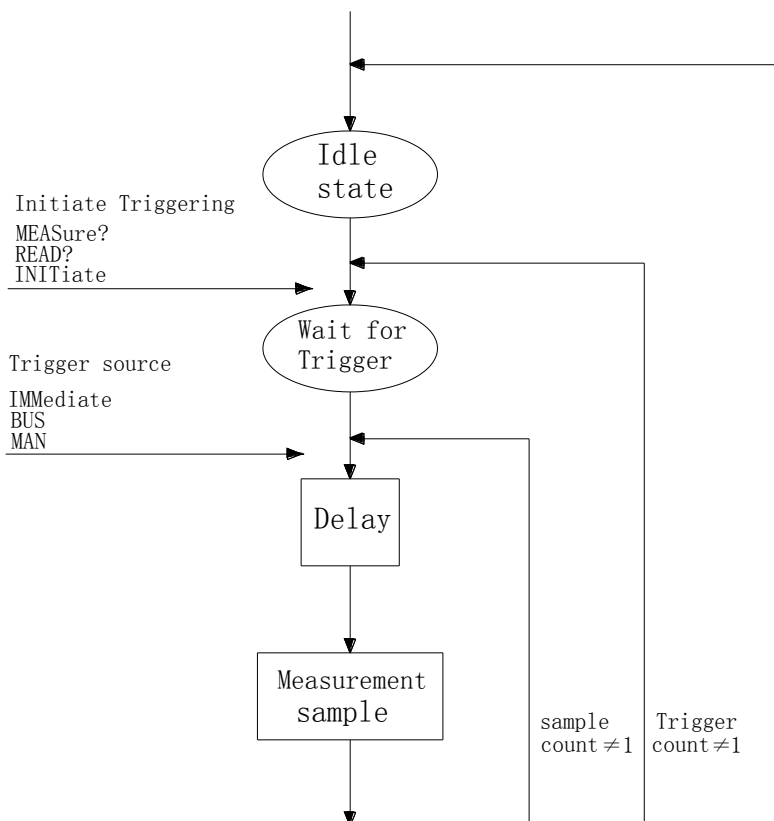 Idle
state
Initiate Triggering
MEASure?
READ?
INITiate
Wait for
Trigger
Trigger source
IMMediate
BUS
MAN
Delay
Measurement
sample
sample
count≠1
Trigger
count≠1